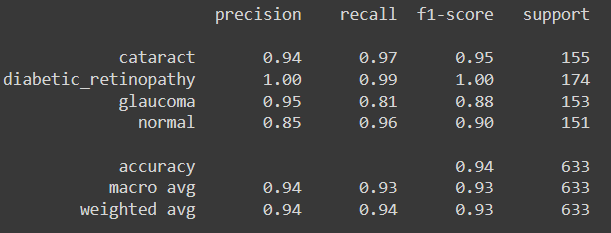 precision recall f1-score support
cataract 0.94 0.97 0.95 155
diabetic_retinopathy 1.00 0.99 1.00 174
glaucoma 0.95 0.81 0.88 153
normal 0.85 0.96 0.90 151
accuracy 0.94 633
macro avg 0.94 0.93 0.93 633
weighted avg 0.94 0.94 0.93 633